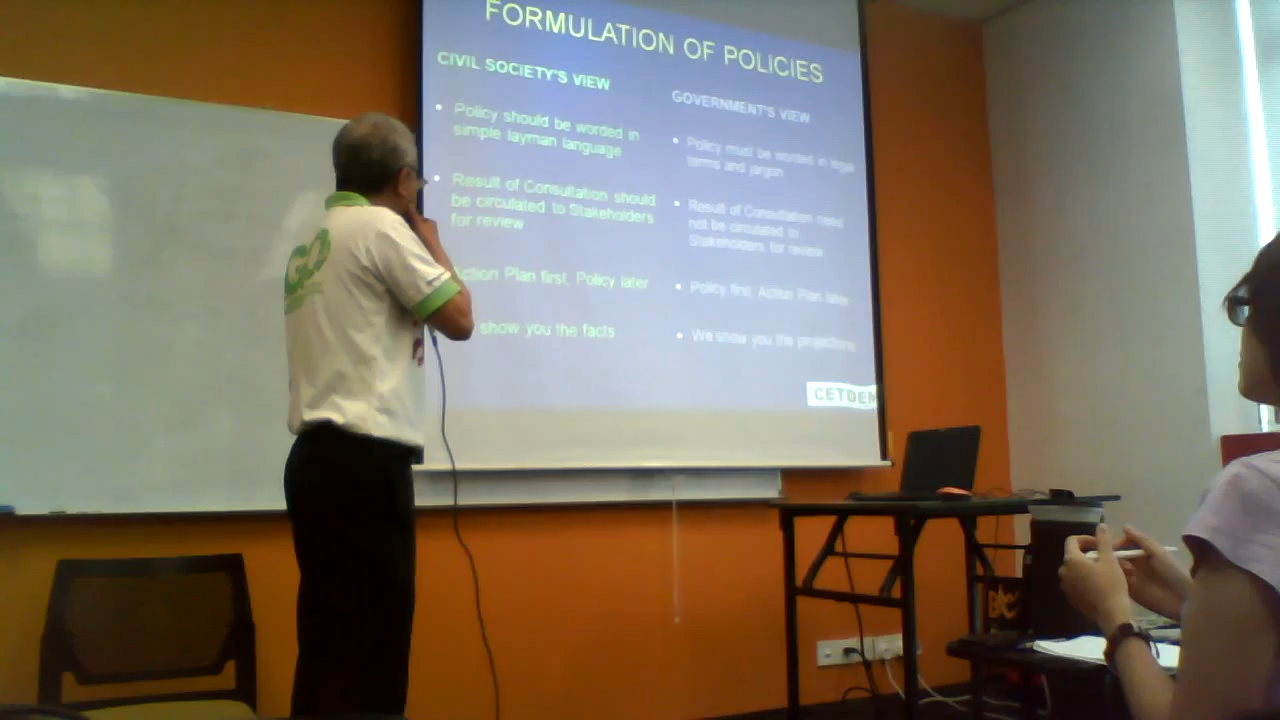 FORMULATION OF POLICIES
CIVIL SOCIETY'S VIEW
• Policy should be worded in
simple layman language
• Result of Consultation should
be circulated to Stakeholders
for review
Action Plan first, Policy later
show you the facts
GOVERNMENT'S VIEW
• Policy must be worded in legal
terms and jargon
• Result of Consultation need
not be circulated to
Stakeholders for review
• Policy first, Action Plan later
• We show you the projections
CETDEM
GO